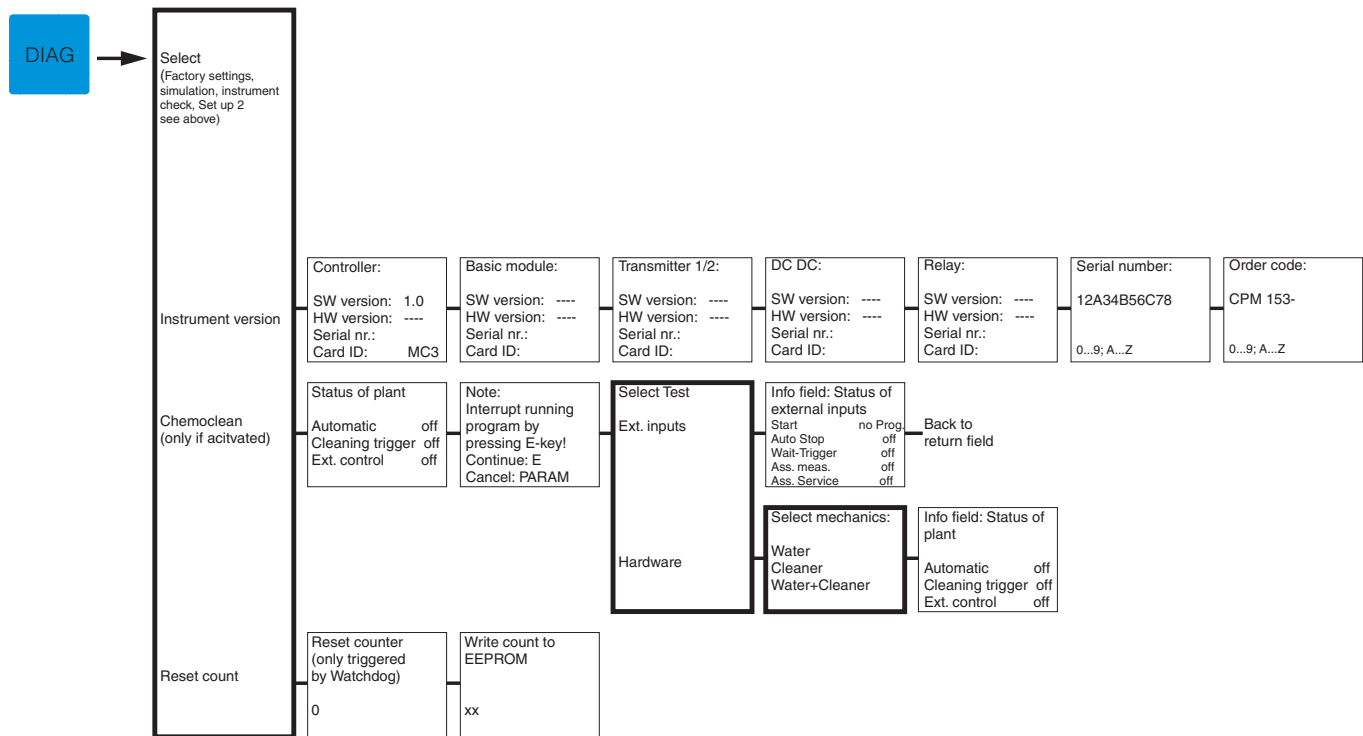 DIAG
Select
(Factory settings,
simulation, instrument
check, Set up 2
see above)
Instrument version
Controller:
SW version: 1.0
HW version: ----
Serial nr.:
Card ID: MC3
Basic module:
SW version: ----
HW version: ----
Serial nr.:
Card ID:
Transmitter 1/2:
SW version: ----
HW version: ----
Serial nr.:
Card ID:
DC DC:
SW version: ----
HW version: ----
Serial nr.:
Card ID:
Relay:
SW version: ----
HW version: ----
Serial nr.:
Card ID:
Serial number:
12A34B56C78
0...9; A...Z
Order code:
CPM 153-
0...9; A...Z
Chemoclean
(only if acitvated)
Status of plant
Automatic off
Cleaning trigger off
Ext. control off
Note:
Interrupt running
program by
pressing E-key!
Continue: E
Cancel: PARAM
Select Test
Ext. inputs
Hardware
Info field: Status of
external inputs
Start no Prog.
Auto Stop off
Wait-Trigger off
Ass. meas. off
Ass. Service off
Back to
return field
Select mechanics:
Water
Cleaner
Water+Cleaner
Info field: Status of
plant
Automatic off
Cleaning trigger off
Ext. control off
Reset count
Reset counter
(only triggered
by Watchdog)
0
Write count to
EEPROM
xx